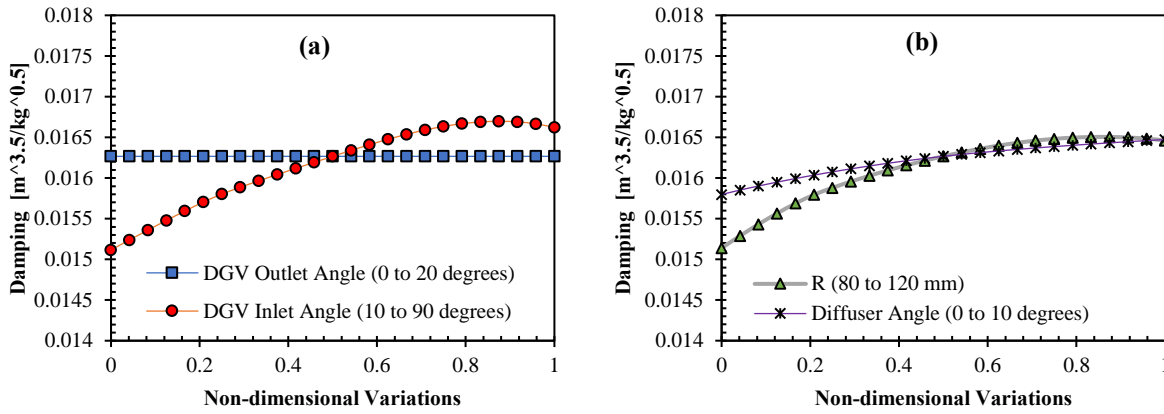 (a)
Damping [m^3.5/kg^0.5]
0.018
0.0175
0.017
0.0165
0.016
0.0155
0.015
0.0145
0.014
DGV Outlet Angle (0 to 20 degrees)
DGV Inlet Angle (10 to 90 degrees)
0 0.2 0.4 0.6 0.8 1
Non-dimensional Variations
(b)
Damping [m^3.5/kg^0.5]
0.018
0.0175
0.017
0.0165
0.016
0.0155
0.015
0.0145
0.014
R (80 to 120 mm)
Diffuser Angle (0 to 10 degrees)
0 0.2 0.4 0.6 0.8 1
Non-dimensional Variations